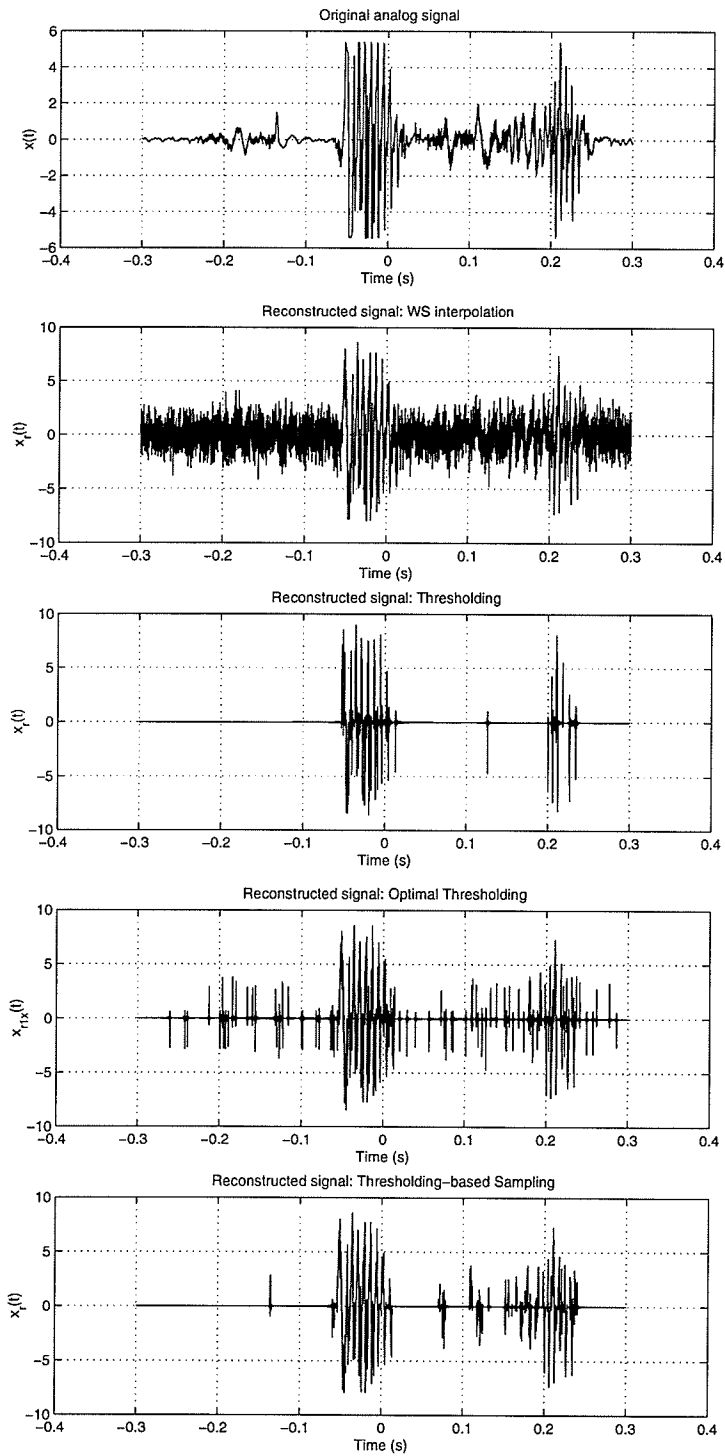 Original analog signal
6
4
2
0
−2
−4
−6
x(t)
−0.4 −0.3 −0.2 −0.1 0 0.1 0.2 0.3 0.4
Time (s)
Reconstructed signal: WS interpolation
10
5
0
−5
−10
x_r(t)
−0.4 −0.3 −0.2 −0.1 0 0.1 0.2 0.3 0.4
Time (s)
Reconstructed signal: Thresholding
10
5
0
−5
−10
x_r(t)
−0.4 −0.3 −0.2 −0.1 0 0.1 0.2 0.3 0.4
Time (s)
Reconstructed signal: Optimal Thresholding
10
5
0
−5
−10
x_r1x(t)
−0.4 −0.3 −0.2 −0.1 0 0.1 0.2 0.3 0.4
Time (s)
Reconstructed signal: Thresholding−based Sampling
10
5
0
−5
−10
x_r(t)
−0.4 −0.3 −0.2 −0.1 0 0.1 0.2 0.3 0.4
Time (s)